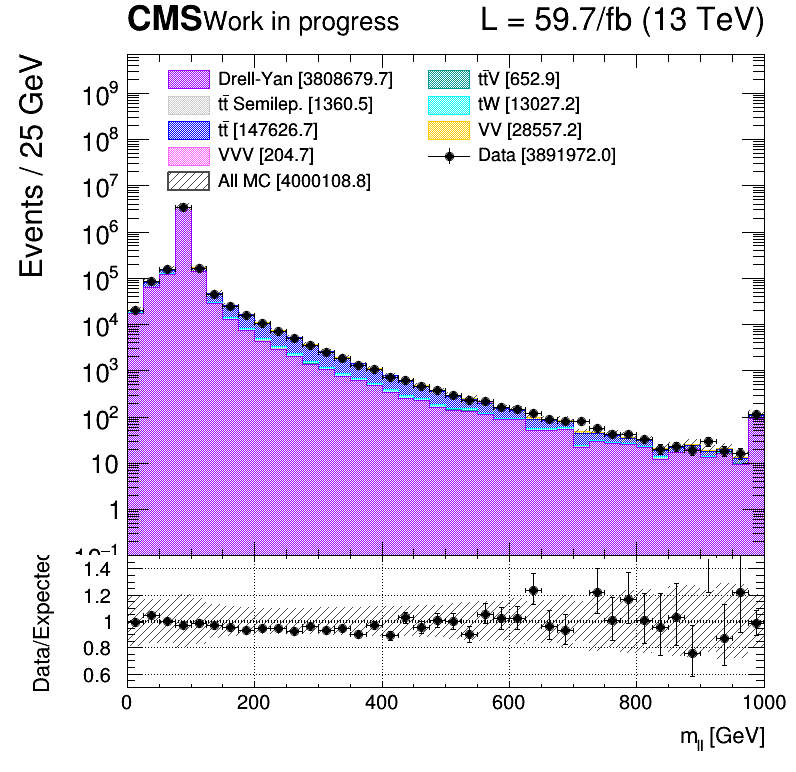 CMS Work in progress L = 59.7/fb (13 TeV)
Events / 25 GeV
Drell-Yan [3808679.7]
tt̄ Semilep. [1360.5]
tt̄ [147626.7]
VVV [204.7]
All MC [4000108.8]
tt̄V [652.9]
tW [13027.2]
VV [28557.2]
Data [3891972.0]
10⁹
10⁸
10⁷
10⁶
10⁵
10⁴
10³
10²
10
1
10⁻¹
Data/Expected
1.4
1.2
1
0.8
0.6
0 200 400 600 800 1000
m_ll [GeV]